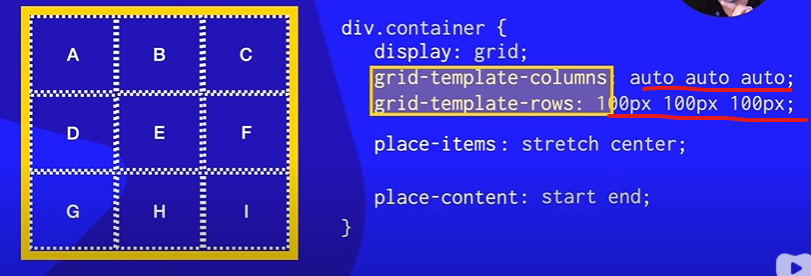 A B C
D E F
G H I
div.container {
display: grid;
grid-template-columns: auto auto auto;
grid-template-rows: 100px 100px 100px;
place-items: stretch center;
place-content: start end;
}